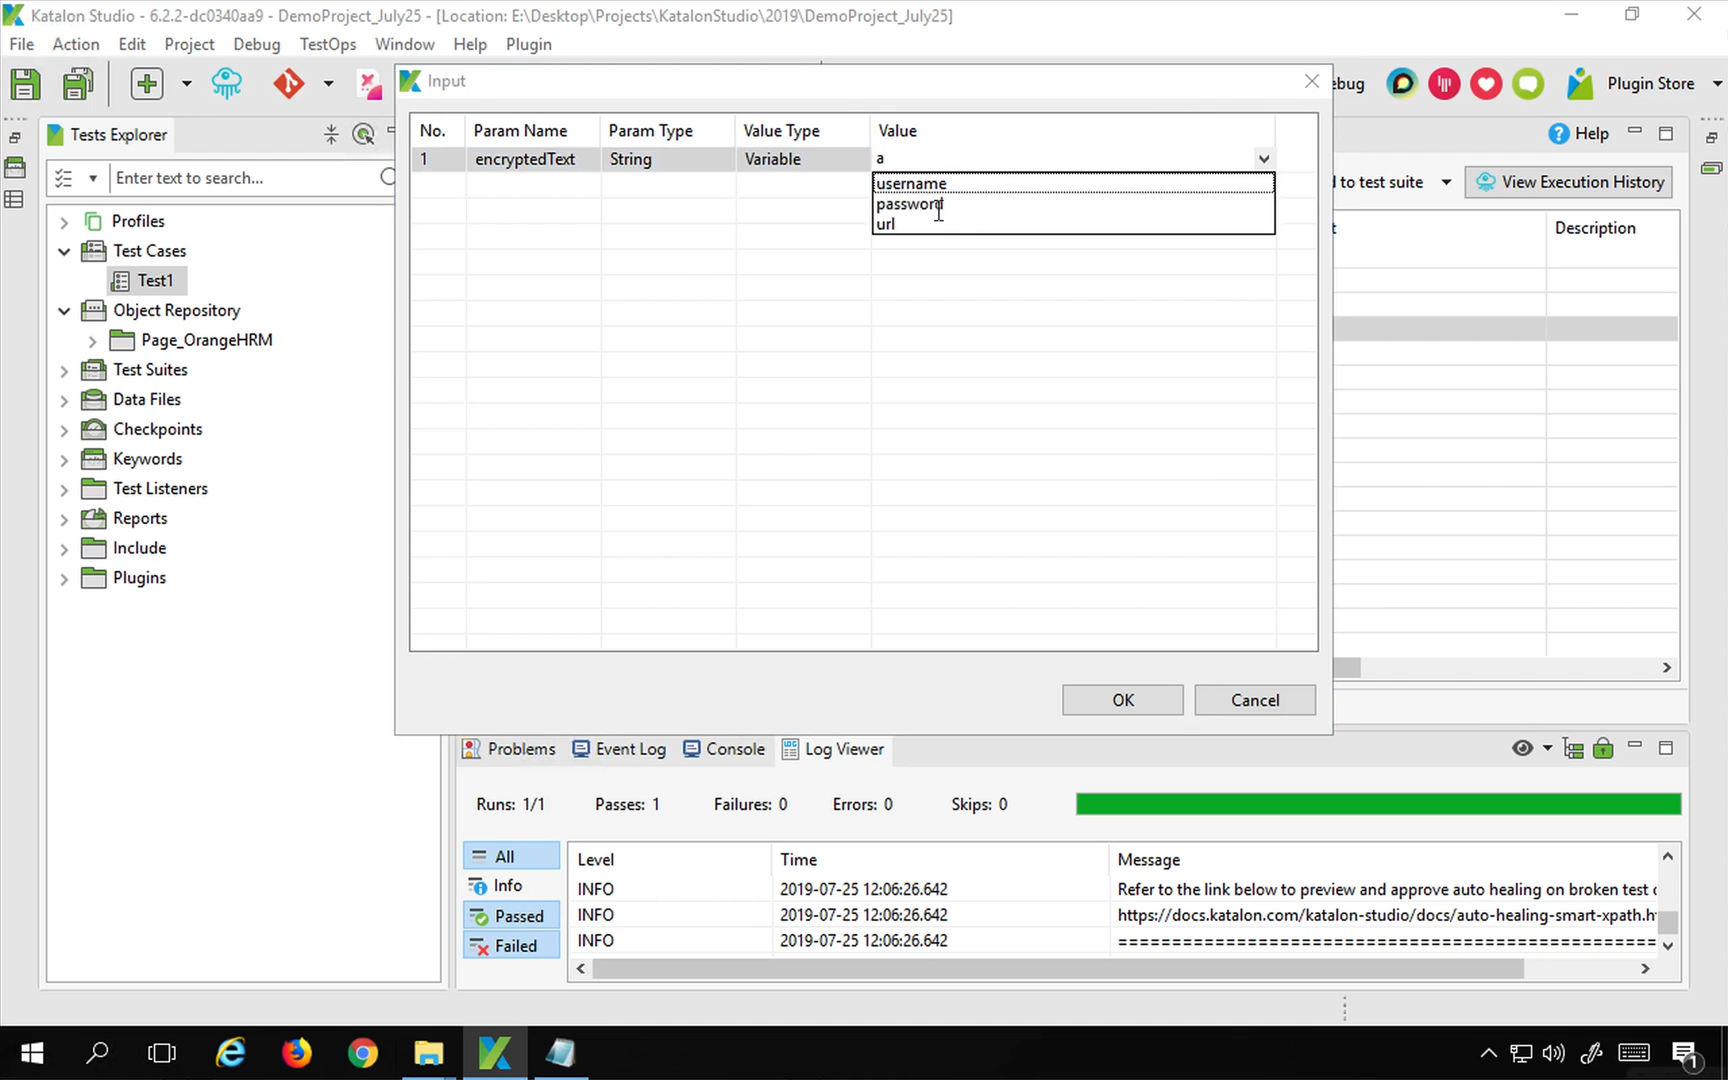 Katalon Studio - 6.2.2-dc0340aa9 - DemoProject_July25 - [Location: E:\Desktop\Projects\KatalonStudio\2019\DemoProject_July25]
File Action Edit Project Debug TestOps Window Help Plugin
Input
ebug
Plugin Store
Tests Explorer
Help
Enter text to search...
d to test suite
View Execution History
No. Param Name Param Type Value Type Value
1 encryptedText String Variable a
username
password
url
t
Description
Profiles
Test Cases
Test1
Object Repository
Page_OrangeHRM
Test Suites
Data Files
Checkpoints
Keywords
Test Listeners
Reports
Include
Plugins
OK Cancel
Problems Event Log Console Log Viewer
Runs: 1/1 Passes: 1 Failures: 0 Errors: 0 Skips: 0
All
Info
Passed
Failed
Level Time Message
INFO 2019-07-25 12:06:26.642 Refer to the link below to preview and approve auto healing on broken test
INFO 2019-07-25 12:06:26.642 https://docs.katalon.com/katalon-studio/docs/auto-healing-smart-xpath.h
INFO 2019-07-25 12:06:26.642 ==================================================
1